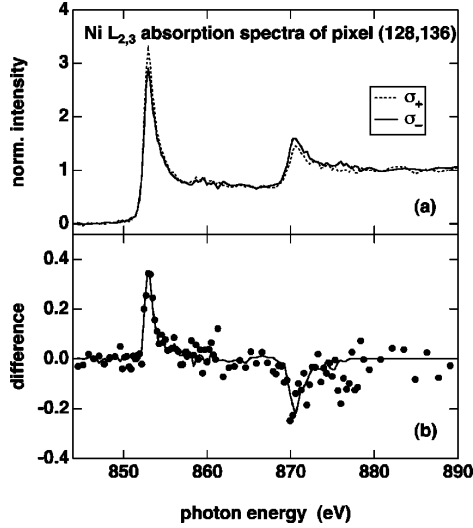 Ni L2,3 absorption spectra of pixel (128,136)
norm. intensity
4
3
2
1
0
σ+
σ−
(a)
difference
0.4
0.2
0.0
-0.2
-0.4
(b)
850
860
870
880
890
photon energy (eV)